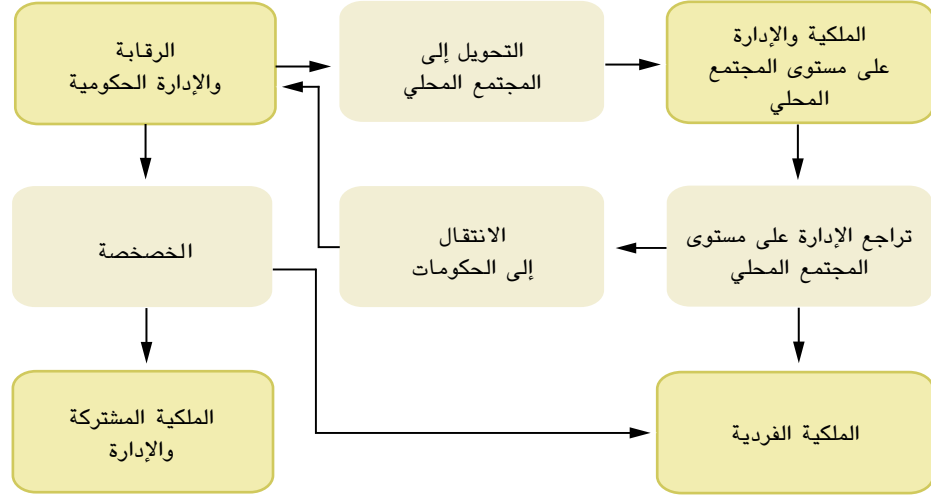 الرقابة
والإدارة الحكومية
التحويل إلى
المجتمع المحلي
الملكية والإدارة
على مستوى المجتمع
المحلي
الخصخصة
الانتقال
إلى الحكومات
تراجع الإدارة على مستوى
المجتمع المحلي
الملكية المشتركة
والإدارة
الملكية الفردية